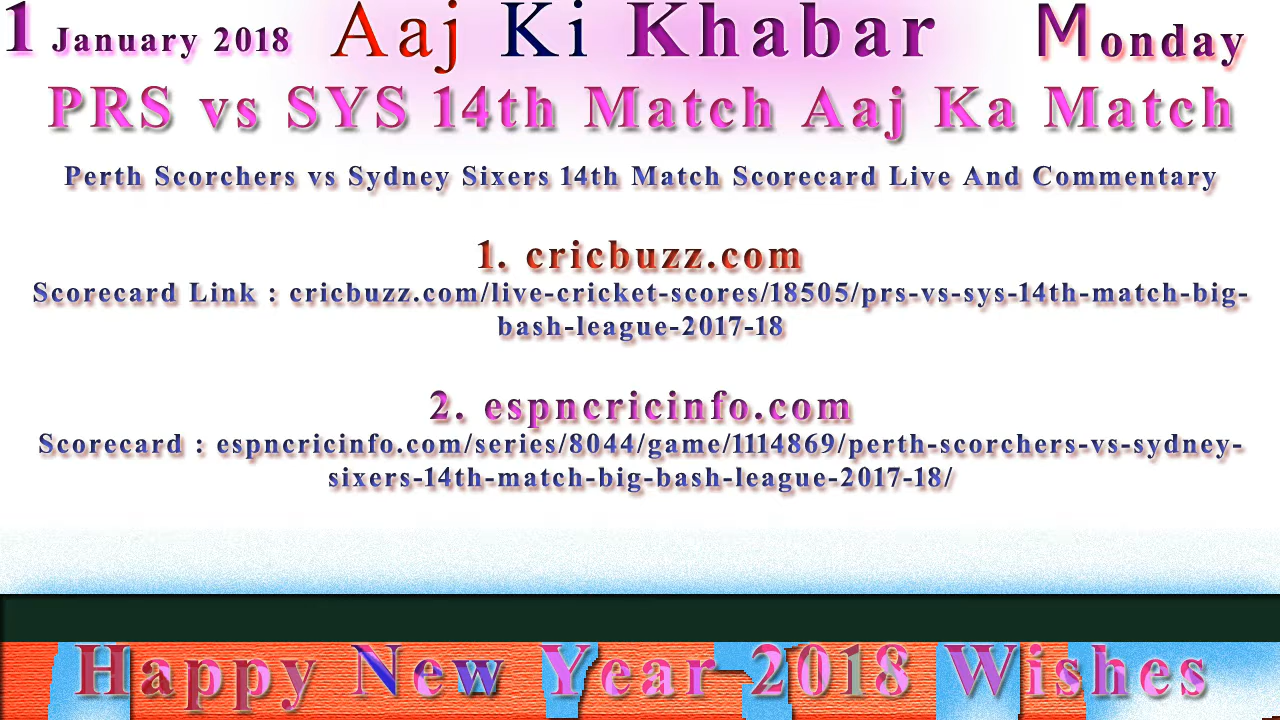 1 January 2018 Aaj Ki Khabar Monday
PRS vs SYS 14th Match Aaj Ka Match
Perth Scorchers vs Sydney Sixers 14th Match Scorecard Live And Commentary
1. cricbuzz.com
Scorecard Link : cricbuzz.com/live-cricket-scores/18505/prs-vs-sys-14th-match-big-
bash-league-2017-18
2. espncricinfo.com
Scorecard : espncricinfo.com/series/8044/game/1114869/perth-scorchers-vs-sydney-
sixers-14th-match-big-bash-league-2017-18/
Happy New Year 2018 Wishes